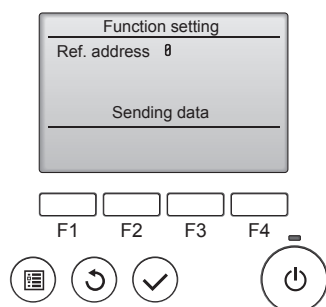 Function setting
Ref. address 0
Sending data
F1 F2 F3 F4